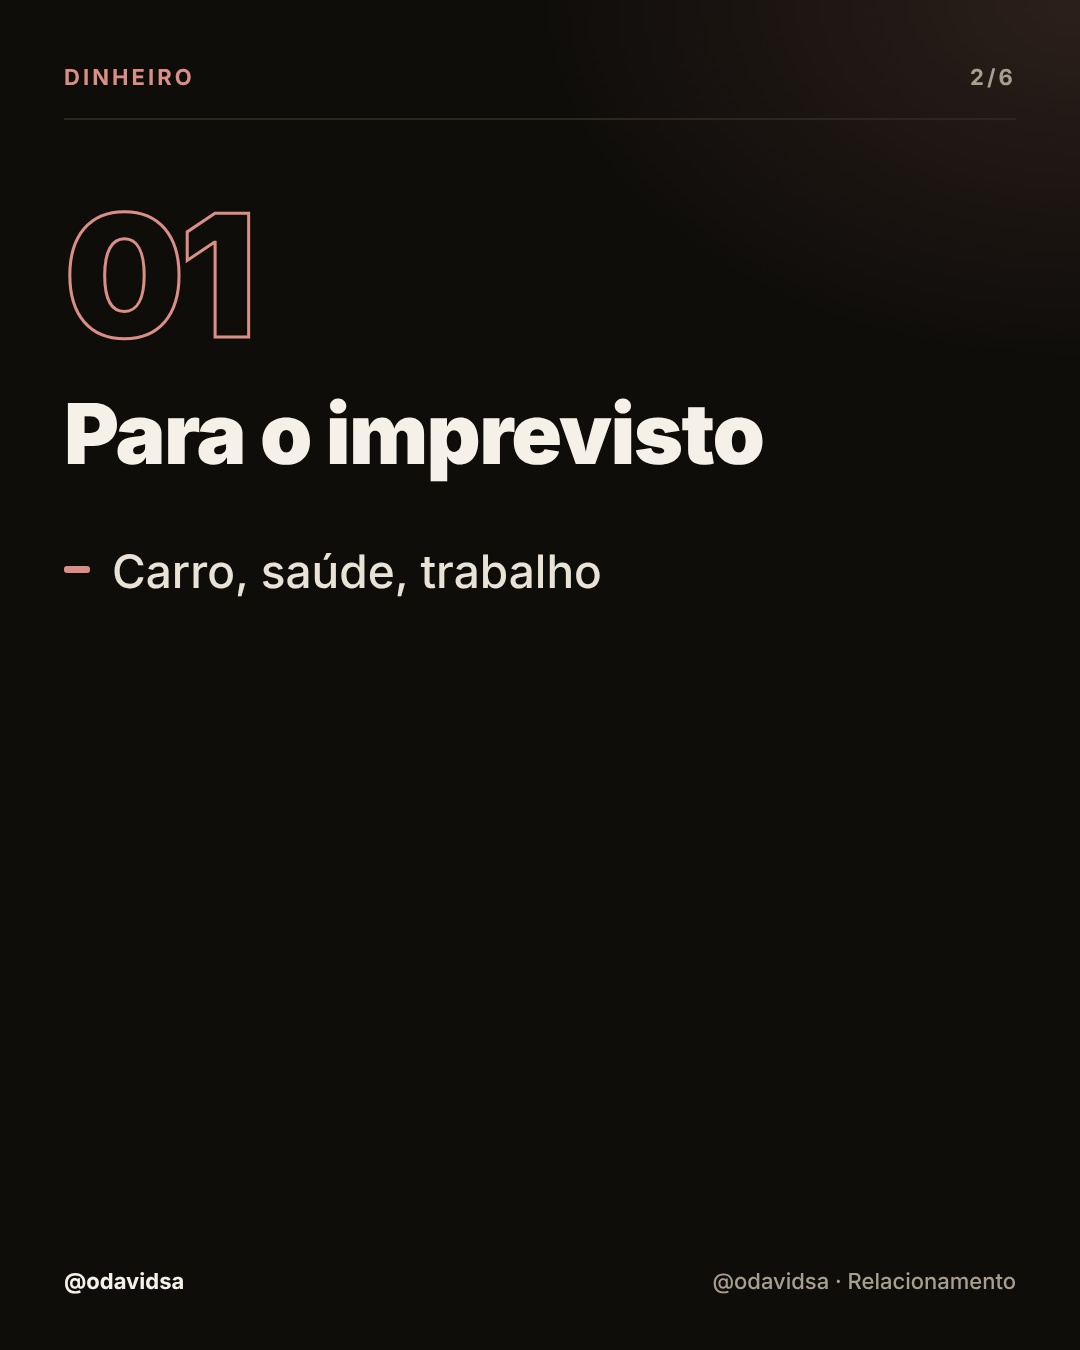 DINHEIRO
2/6
01
Para o imprevisto
– Carro, saúde, trabalho
@odavidsa
@odavidsa · Relacionamento